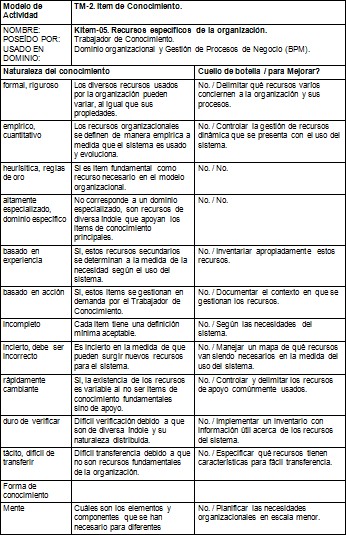 Modelo de TM-2. Item de Conocimiento.
Actividad
NOMBRE: KItem-05. Recursos específicos de la organización.
POSEÍDO POR: Trabajador de Conocimiento.
USADO EN Dominio organizacional y Gestión de Procesos de Negocio (BPM).
DOMINIO:
Naturaleza del conocimiento Cuello de botella / para Mejorar?
formal, riguroso Los diversos recursos usados No. / Delimitar qué recursos varios
por la organización pueden conciernen a la organización y sus
variar, al igual que sus procesos.
propiedades.
empírico, Los recursos organizacionales No. / Controlar la gestión de recursos
cuantitativo se definen de manera empírica a dinámica que se presenta con el uso del
medida que el sistema es usado sistema.
y evoluciona.
heurísitica, reglas Si es ítem fundamental como No. / No.
de oro recurso necesario en el modelo
organizacional.
altamente No corresponde a un dominio No. / No.
especializado, especializado, son recursos de
dominio específico diversa índole que apoyan los
ítems de conocimiento
principales.
basado en Si, estos recursos secundarios No. / Inventariar apropiadamente estos
experiencia se determinan a la medida de la recursos.
necesidad según el uso del
sistema.
basado en acción Si, estos ítems se gestionan en No. / Documentar el contexto en que se
demanda por el Trabajador de gestionan los recursos.
Conocimiento.
Incompleto Cada ítem tiene una definición No. / Según las necesidades del
mínima aceptable. sistema.
Incierto, debe ser Es incierto en la medida de que No. / Manejar un mapa de qué recursos
incorrecto pueden surgir nuevos recursos van siendo necesarios en la medida del
para el sistema. uso del sistema.
rápidamente Si, la existencia de los recursos No. / Controlar y delimitar los recursos
cambiante es variable al no ser ítems de de apoyo comúnmente usados.
conocimiento fundamentales
sino de apoyo.
duro de verificar Difícil verificación debido a que No. / Implementar un inventario con
son de diversa índole y su información útil acerca de los recursos
naturaleza distribuida. del sistema.
tácito, difícil de Difícil transferencia debido a que No. / Especificar qué recursos tienen
transferir no son recursos fundamentales características para fácil transferencia.
de la organización.
Forma de
conocimiento
Mente Cuáles son los elementos y No. / Planificar las necesidades
componentes que se han organizacionales en escala menor.
necesario para diferentes